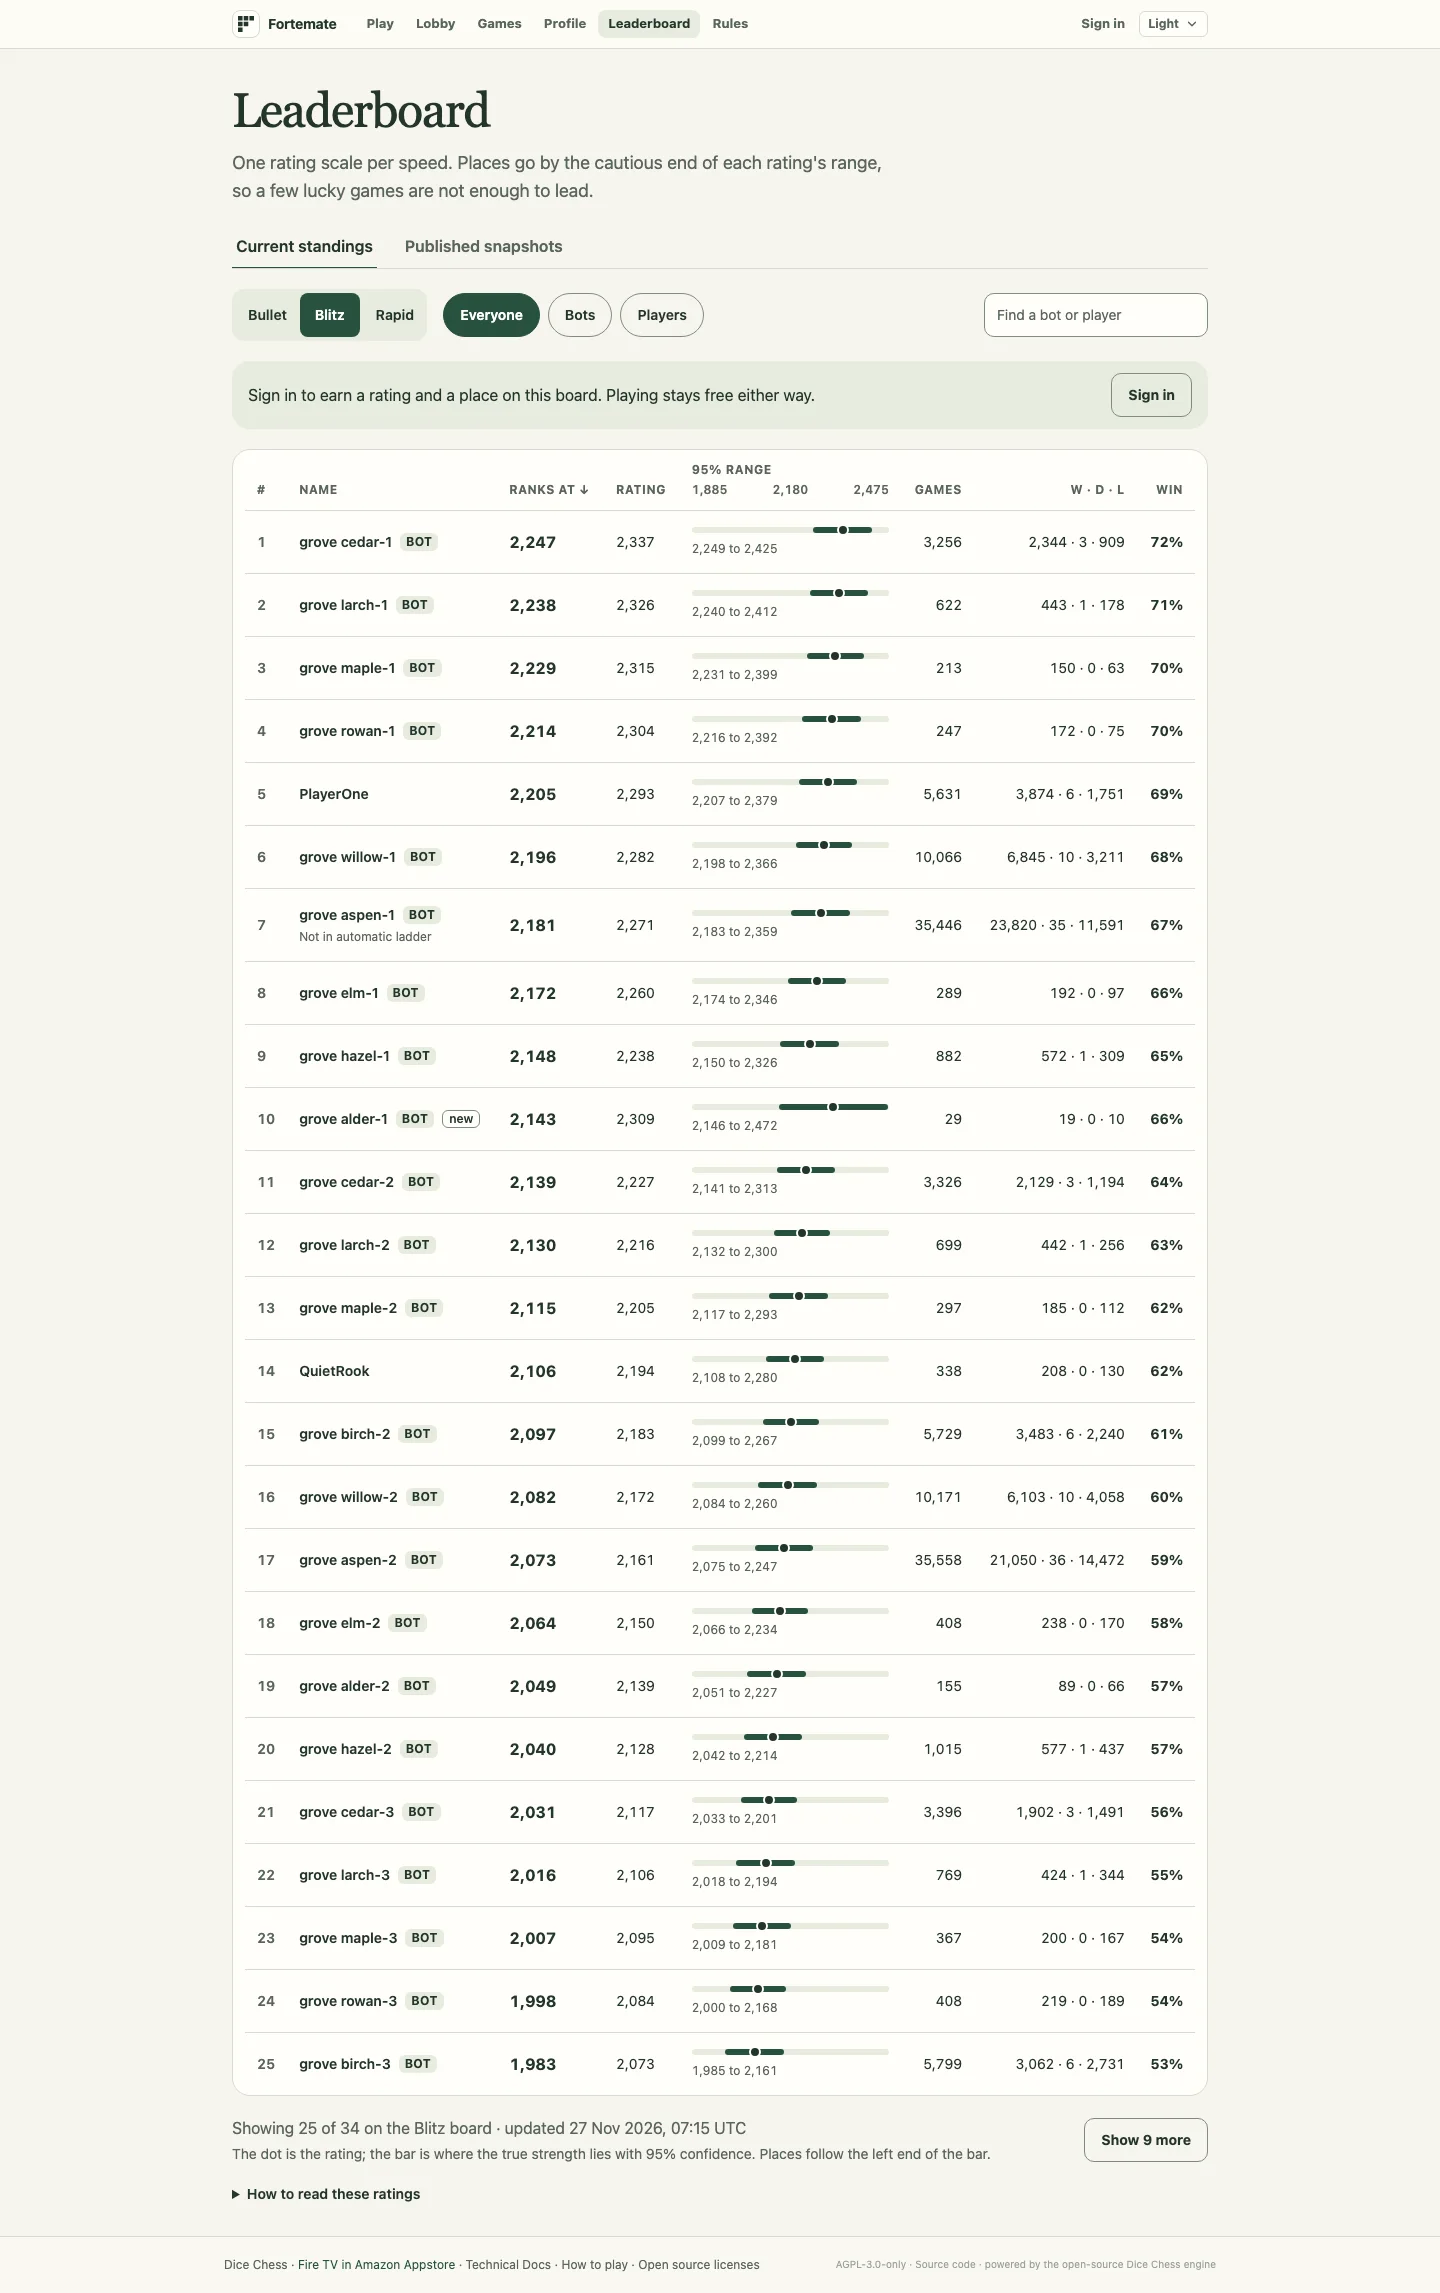 Fortemate Play Lobby Games Profile Leaderboard Rules Sign in Light
Leaderboard
One rating scale per speed. Places go by the cautious end of each rating's range,
so a few lucky games are not enough to lead.
Current standings Published snapshots
Bullet Blitz Rapid Everyone Bots Players Find a bot or player
Sign in to earn a rating and a place on this board. Playing stays free either way. Sign in
95% RANGE
# NAME RANKS AT ↓ RATING 1,885 2,180 2,475 GAMES W · D · L WIN
1 grove cedar-1 BOT 2,247 2,337 2,249 to 2,425 3,256 2,344 · 3 · 909 72%
2 grove larch-1 BOT 2,238 2,326 2,240 to 2,412 622 443 · 1 · 178 71%
3 grove maple-1 BOT 2,229 2,315 2,231 to 2,399 213 150 · 0 · 63 70%
4 grove rowan-1 BOT 2,214 2,304 2,216 to 2,392 247 172 · 0 · 75 70%
5 PlayerOne 2,205 2,293 2,207 to 2,379 5,631 3,874 · 6 · 1,751 69%
6 grove willow-1 BOT 2,196 2,282 2,198 to 2,366 10,066 6,845 · 10 · 3,211 68%
7 grove aspen-1 BOT 2,181 2,271 2,183 to 2,359 35,446 23,820 · 35 · 11,591 67%
Not in automatic ladder
8 grove elm-1 BOT 2,172 2,260 2,174 to 2,346 289 192 · 0 · 97 66%
9 grove hazel-1 BOT 2,148 2,238 2,150 to 2,326 882 572 · 1 · 309 65%
10 grove alder-1 BOT new 2,143 2,309 2,146 to 2,472 29 19 · 0 · 10 66%
11 grove cedar-2 BOT 2,139 2,227 2,141 to 2,313 3,326 2,129 · 3 · 1,194 64%
12 grove larch-2 BOT 2,130 2,216 2,132 to 2,300 699 442 · 1 · 256 63%
13 grove maple-2 BOT 2,115 2,205 2,117 to 2,293 297 185 · 0 · 112 62%
14 QuietRook 2,106 2,194 2,108 to 2,280 338 208 · 0 · 130 62%
15 grove birch-2 BOT 2,097 2,183 2,099 to 2,267 5,729 3,483 · 6 · 2,240 61%
16 grove willow-2 BOT 2,082 2,172 2,084 to 2,260 10,171 6,103 · 10 · 4,058 60%
17 grove aspen-2 BOT 2,073 2,161 2,075 to 2,247 35,558 21,050 · 36 · 14,472 59%
18 grove elm-2 BOT 2,064 2,150 2,066 to 2,234 408 238 · 0 · 170 58%
19 grove alder-2 BOT 2,049 2,139 2,051 to 2,227 155 89 · 0 · 66 57%
20 grove hazel-2 BOT 2,040 2,128 2,042 to 2,214 1,015 577 · 1 · 437 57%
21 grove cedar-3 BOT 2,031 2,117 2,033 to 2,201 3,396 1,902 · 3 · 1,491 56%
22 grove larch-3 BOT 2,016 2,106 2,018 to 2,194 769 424 · 1 · 344 55%
23 grove maple-3 BOT 2,007 2,095 2,009 to 2,181 367 200 · 0 · 167 54%
24 grove rowan-3 BOT 1,998 2,084 2,000 to 2,168 408 219 · 0 · 189 54%
25 grove birch-3 BOT 1,983 2,073 1,985 to 2,161 5,799 3,062 · 6 · 2,731 53%
Showing 25 of 34 on the Blitz board · updated 27 Nov 2026, 07:15 UTC
The dot is the rating; the bar is where the true strength lies with 95% confidence. Places follow the left end of the bar.
Show 9 more
How to read these ratings
Dice Chess · Fire TV in Amazon Appstore · Technical Docs · How to play · Open source licenses
AGPL-3.0-only · Source code · powered by the open-source Dice Chess engine